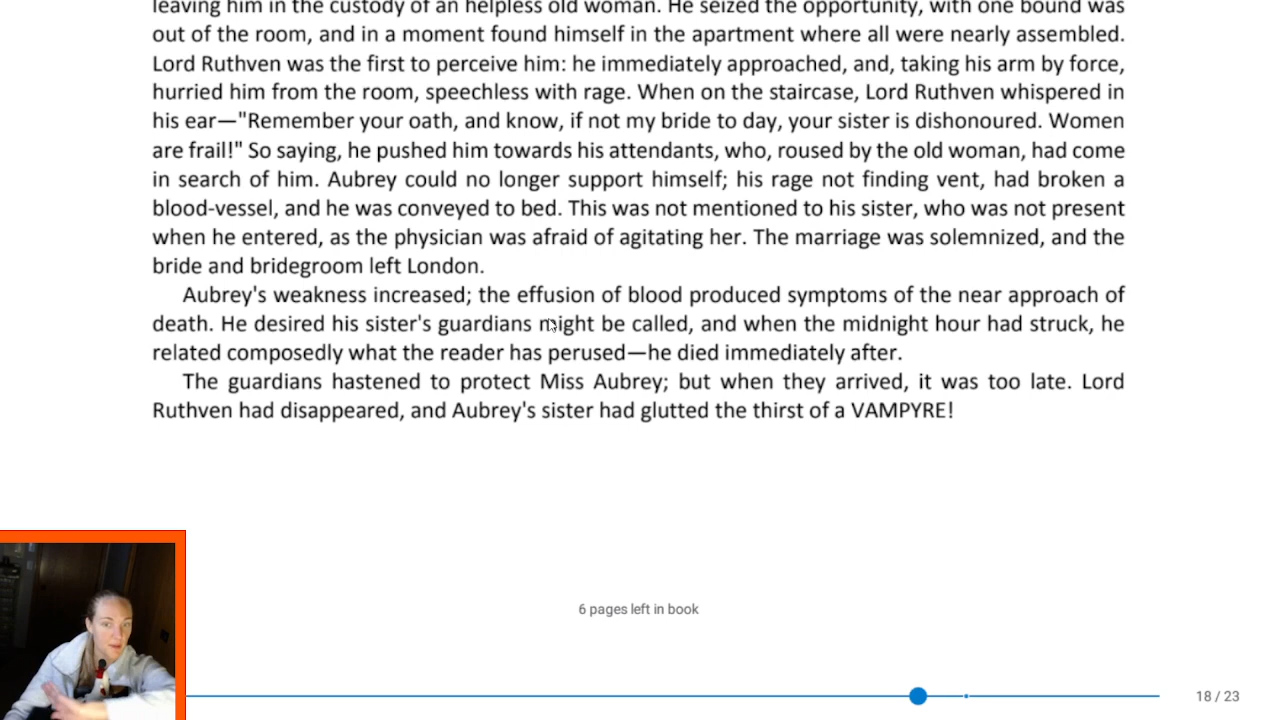 leaving him in the custody of an helpless old woman. He seized the opportunity, with one bound was
out of the room, and in a moment found himself in the apartment where all were nearly assembled.
Lord Ruthven was the first to perceive him: he immediately approached, and, taking his arm by force,
hurried him from the room, speechless with rage. When on the staircase, Lord Ruthven whispered in
his ear—"Remember your oath, and know, if not my bride to day, your sister is dishonoured. Women
are frail!" So saying, he pushed him towards his attendants, who, roused by the old woman, had come
in search of him. Aubrey could no longer support himself; his rage not finding vent, had broken a
blood-vessel, and he was conveyed to bed. This was not mentioned to his sister, who was not present
when he entered, as the physician was afraid of agitating her. The marriage was solemnized, and the
bride and bridegroom left London.
Aubrey's weakness increased; the effusion of blood produced symptoms of the near approach of
death. He desired his sister's guardians might be called, and when the midnight hour had struck, he
related composedly what the reader has perused—he died immediately after.
The guardians hastened to protect Miss Aubrey; but when they arrived, it was too late. Lord
Ruthven had disappeared, and Aubrey's sister had glutted the thirst of a VAMPYRE!
6 pages left in book
18 / 23